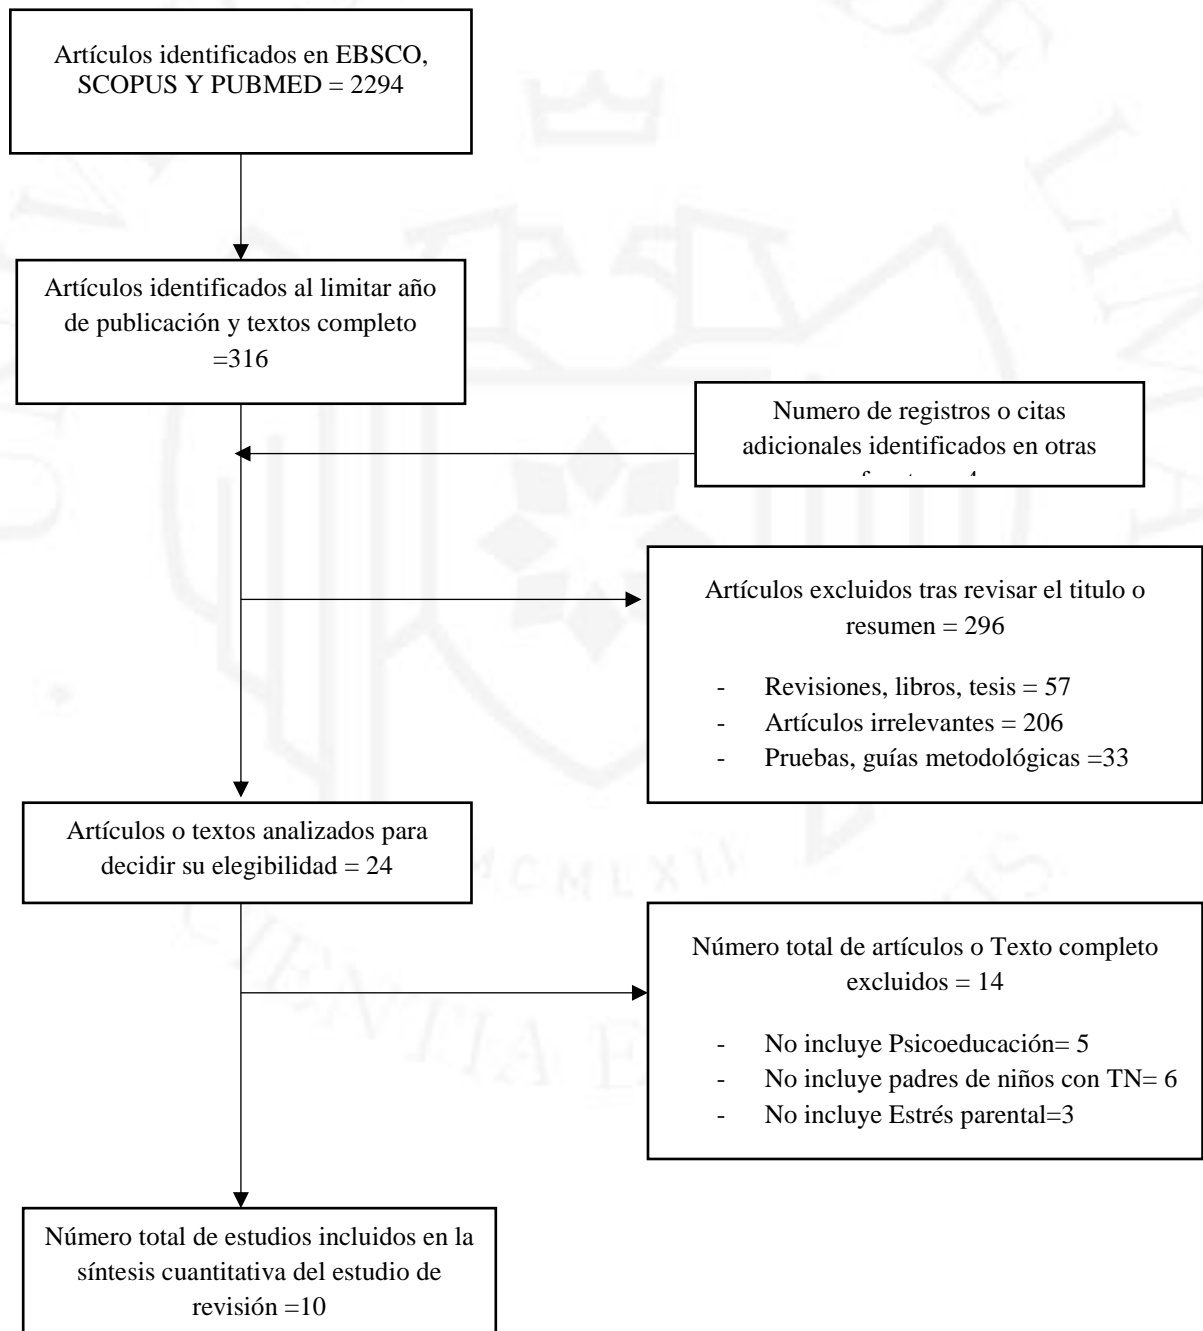 Artículos identificados en EBSCO,
SCOPUS Y PUBMED = 2294
Artículos identificados al limitar año
de publicación y textos completo
=316
Numero de registros o citas
adicionales identificados en otras
Artículos excluidos tras revisar el titulo o
resumen = 296
- Revisiones, libros, tesis = 57
- Artículos irrelevantes = 206
- Pruebas, guías metodológicas =33
Artículos o textos analizados para
decidir su elegibilidad = 24
Número total de artículos o Texto completo
excluidos = 14
- No incluye Psicoeducación= 5
- No incluye padres de niños con TN= 6
- No incluye Estrés parental=3
Número total de estudios incluidos en la
síntesis cuantitativa del estudio de
revisión =10
MCMLXII
SCIENTIA E